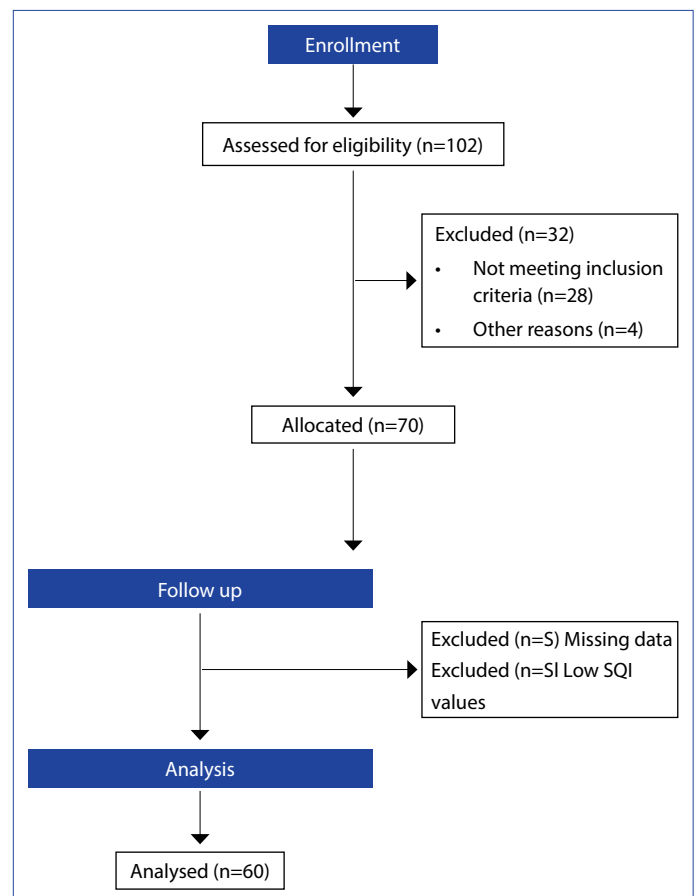 Enrollment
Assessed for eligibility (n=102)
Excluded (n=32)
• Not meeting inclusion
criteria (n=28)
• Other reasons (n=4)
Allocated (n=70)
Follow up
Excluded (n=S) Missing data
Excluded (n=Sl Low SQI
values
Analysis
Analysed (n=60)